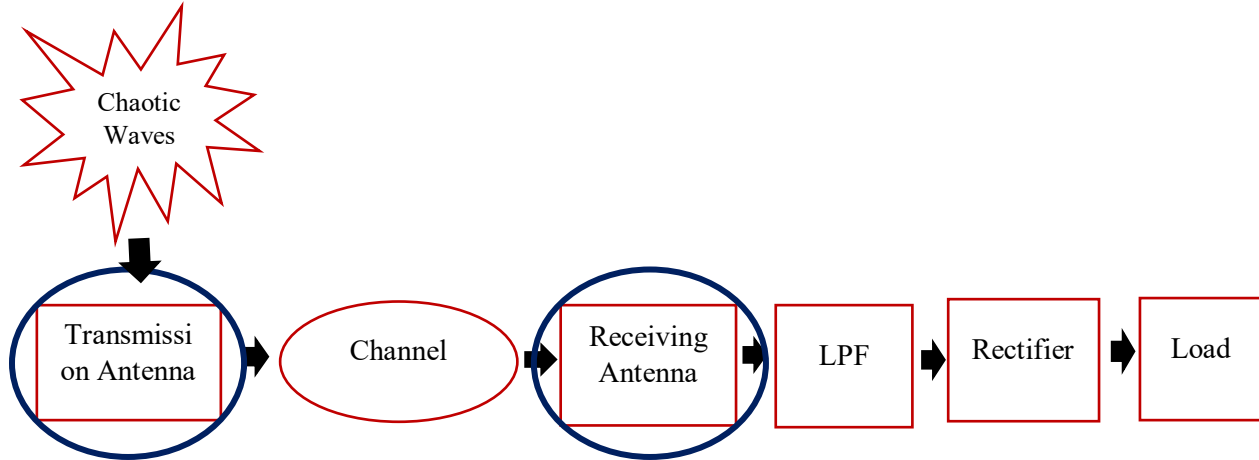 Chaotic
Waves
Transmissi
on Antenna
Channel
Receiving
Antenna
LPF
Rectifier
Load